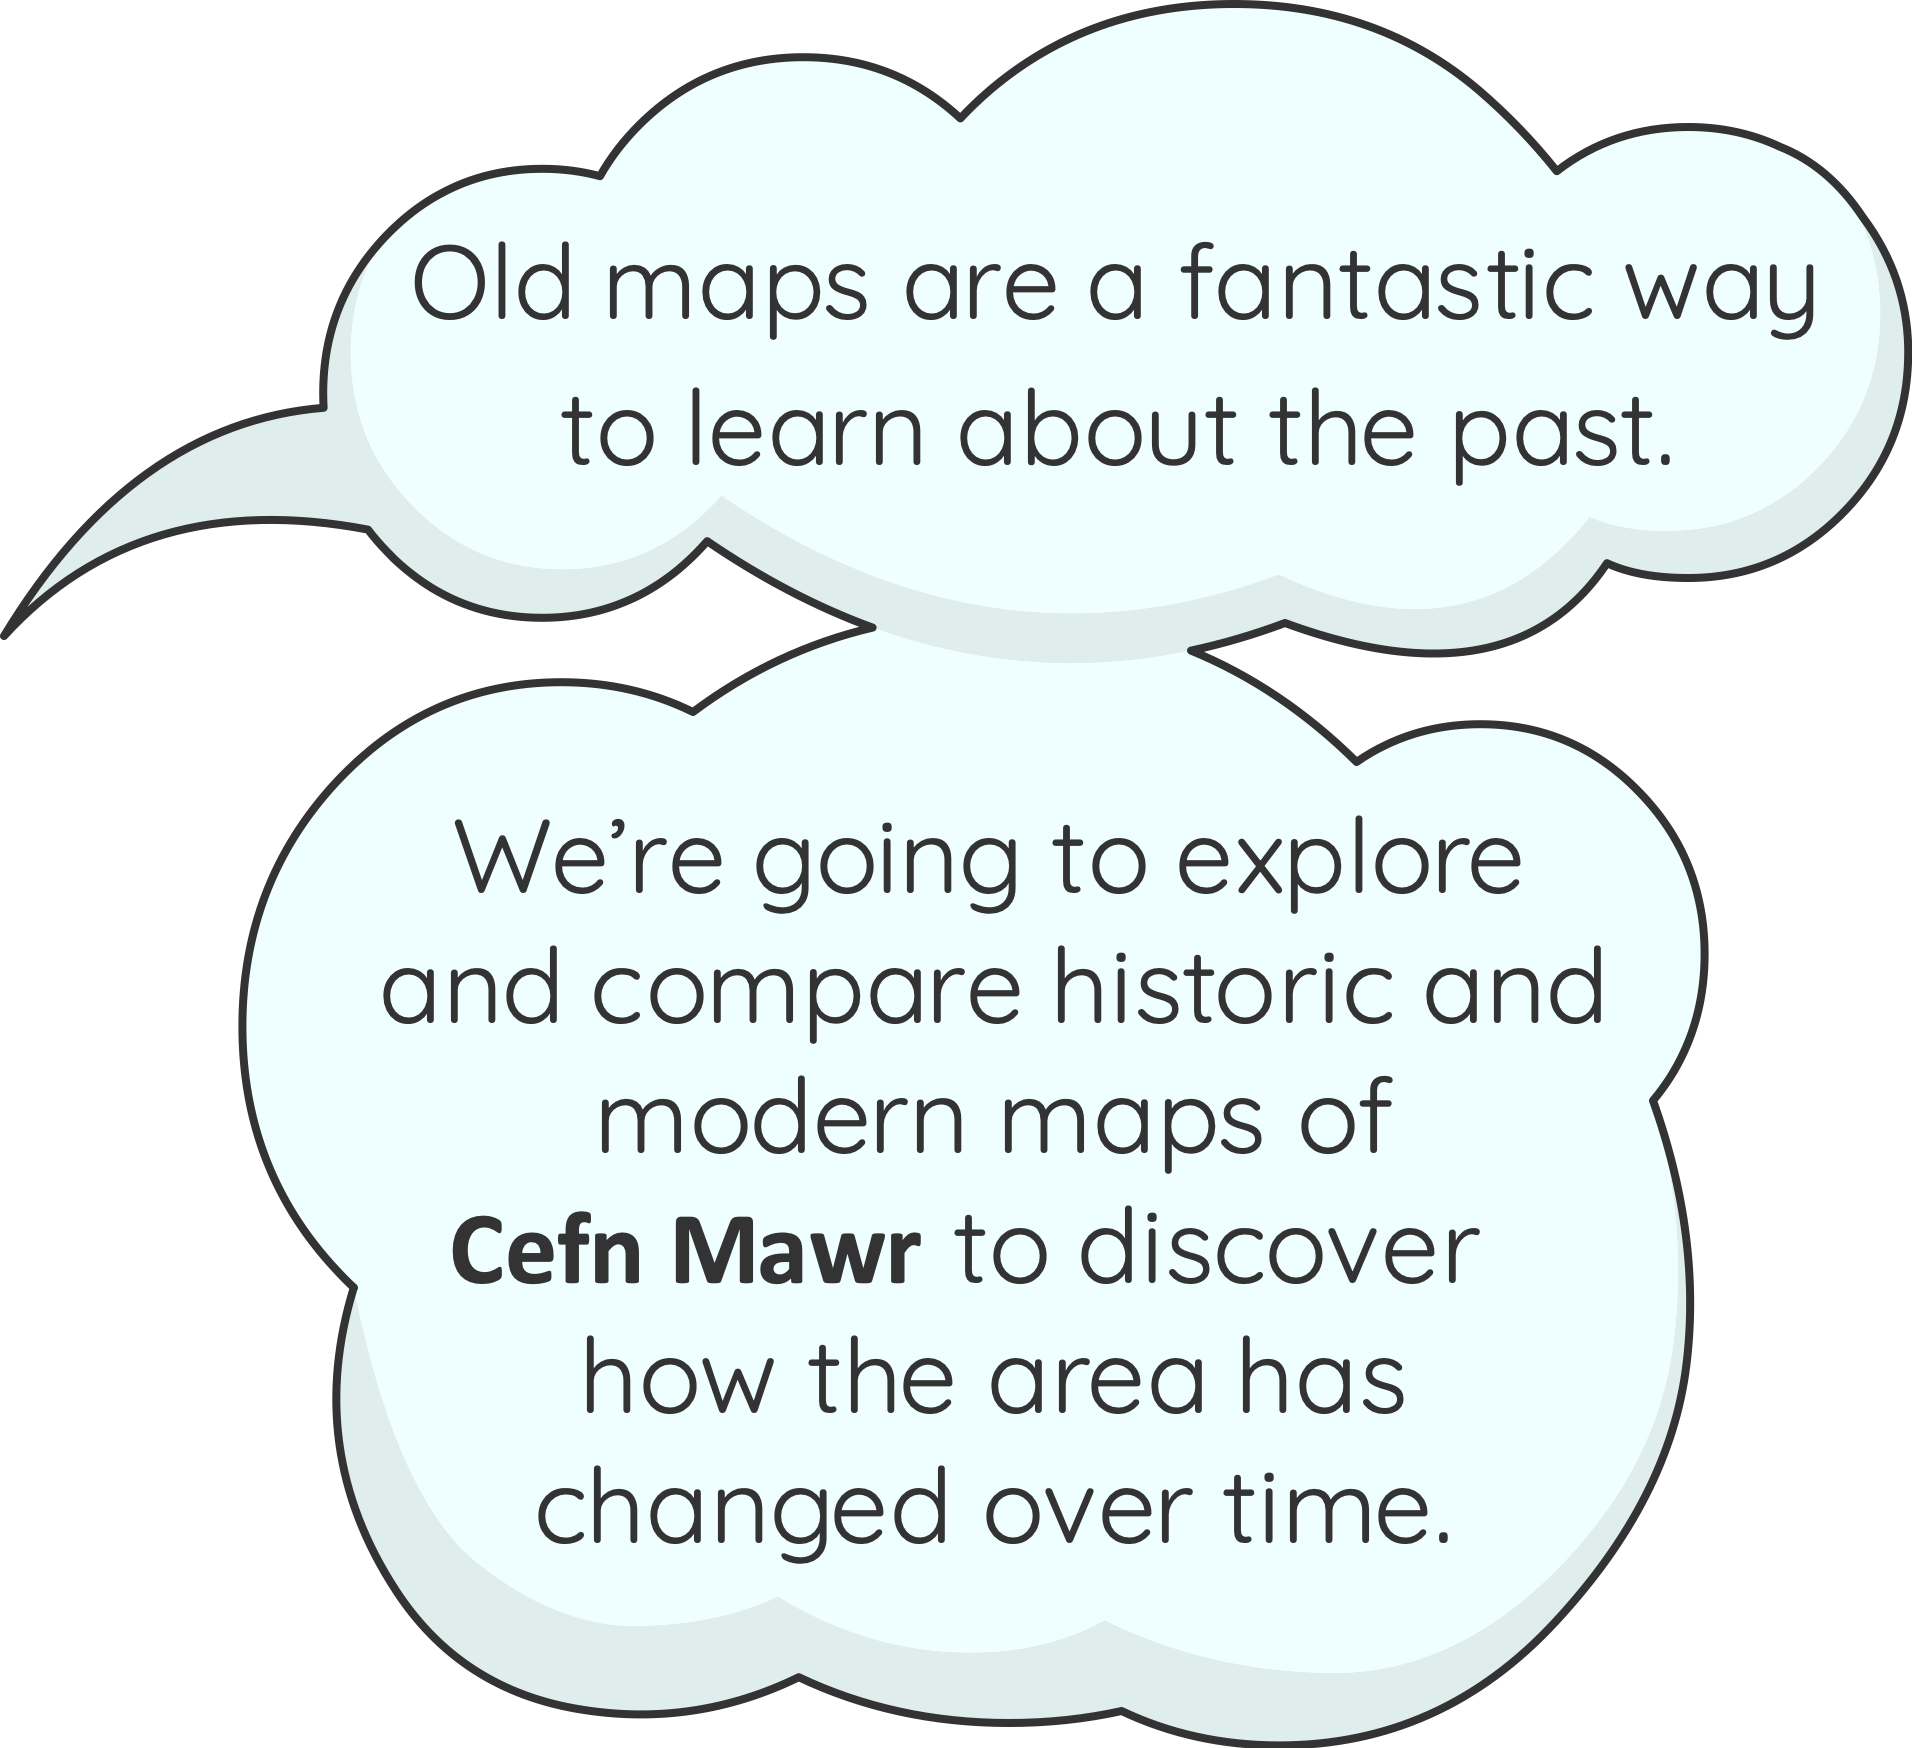 Old maps are a fantastic way
to learn about the past.
We’re going to explore
and compare historic and
modern maps of
Cefn Mawr to discover
how the area has
changed over time.